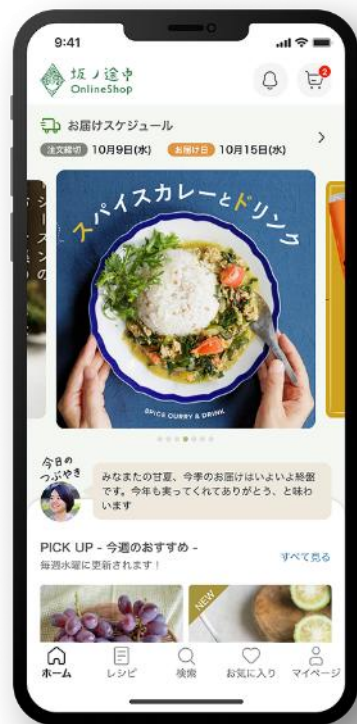 9:41
坂ノ途中
OnlineShop
2
お届けスケジュール
注文締切 10月9日(水) お届け日 10月15日(水)
シーズンの
スパイスカレーとドリンク
SPICE CURRY & DRINK
今日の
つぶやき
みなまたの甘夏、今季のお届けはいよいよ終盤
です。今年も実ってくれてありがとう、と味わ
います
PICK UP - 今週のおすすめ -
すべて見る
毎週水曜に更新されます！
NEW
ホーム
レシピ
検索
お気に入り
マイページ